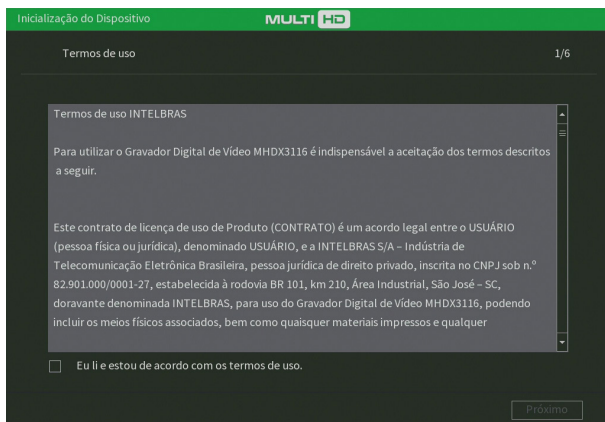 Inicialização do Dispositivo
MULTI HD
Termos de uso
1/6
Termos de uso INTELBRAS
Para utilizar o Gravador Digital de Vídeo MHDX3116 é indispensável a aceitação dos termos descritos
a seguir.
Este contrato de licença de uso de Produto (CONTRATO) é um acordo legal entre o USUÁRIO
(pessoa física ou jurídica), denominado USUÁRIO, e a INTELBRAS S/A – Indústria de
Telecomunicação Eletrônica Brasileira, pessoa jurídica de direito privado, inscrita no CNPJ sob n.º
82.901.000/0001-27, estabelecida à rodovia BR 101, km 210, Área Industrial, São José – SC,
doravante denominada INTELBRAS, para uso do Gravador Digital de Vídeo MHDX3116, podendo
incluir os meios físicos associados, bem como quaisquer materiais impressos e qualquer
Eu li e estou de acordo com os termos de uso.
Próximo